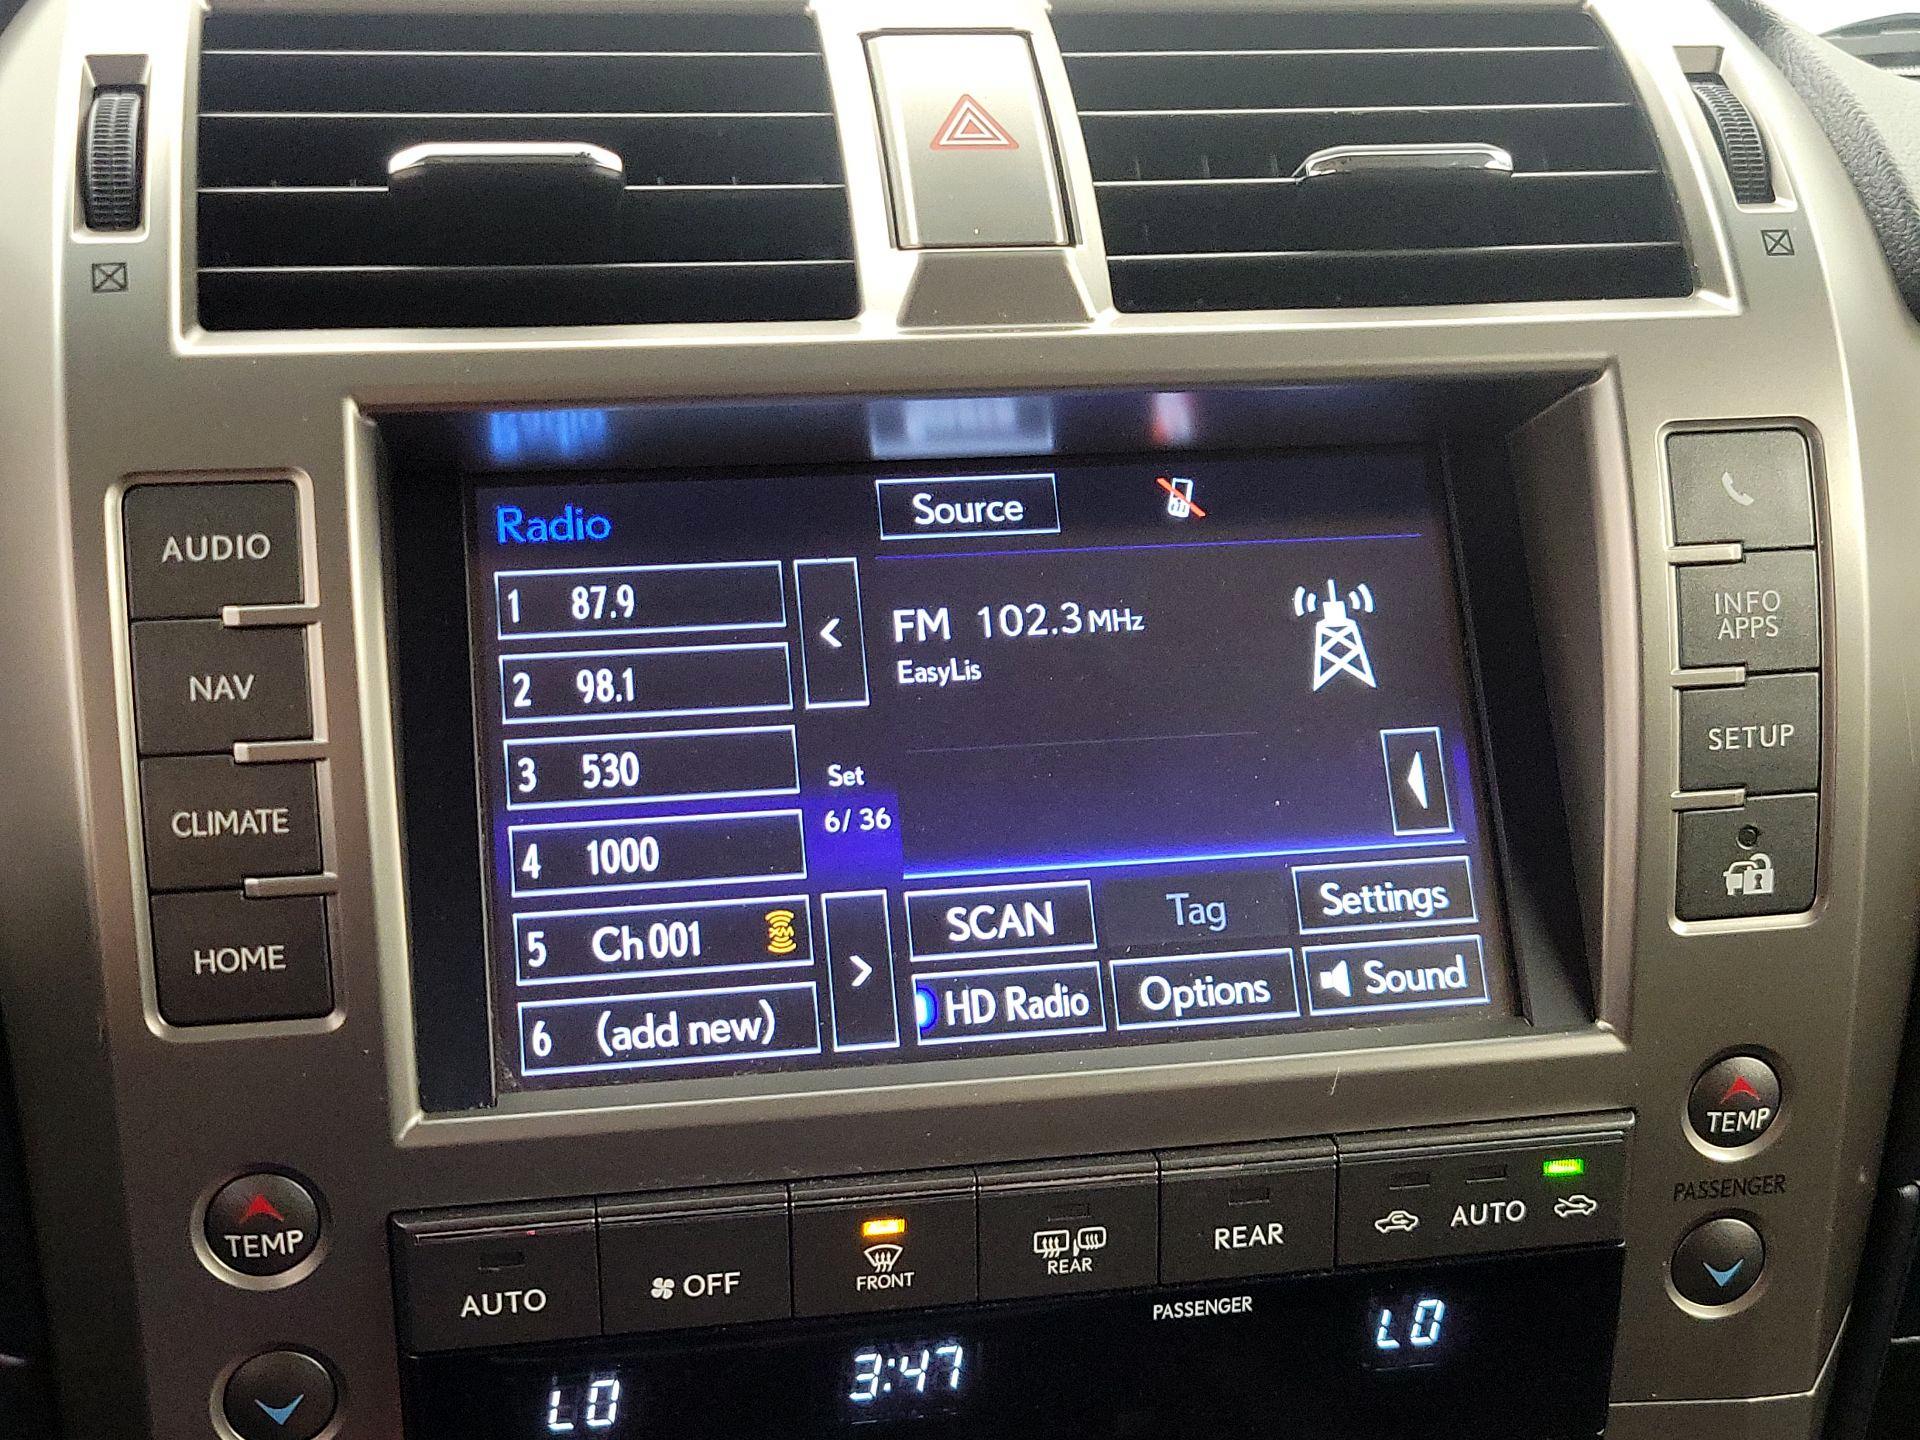 Radio
Source
1 87.9
2 98.1
3 530
4 1000
5 Ch 001 XM
6 (add new)
<
Set
6/ 36
>
FM 102.3 MHz
EasyLis
SCAN
Tag
Settings
HD Radio
Options
Sound
AUDIO
NAV
CLIMATE
HOME
INFO
APPS
SETUP
TEMP
TEMP
PASSENGER
AUTO
OFF
FRONT
REAR
REAR
AUTO
PASSENGER
LO
3:47
LO